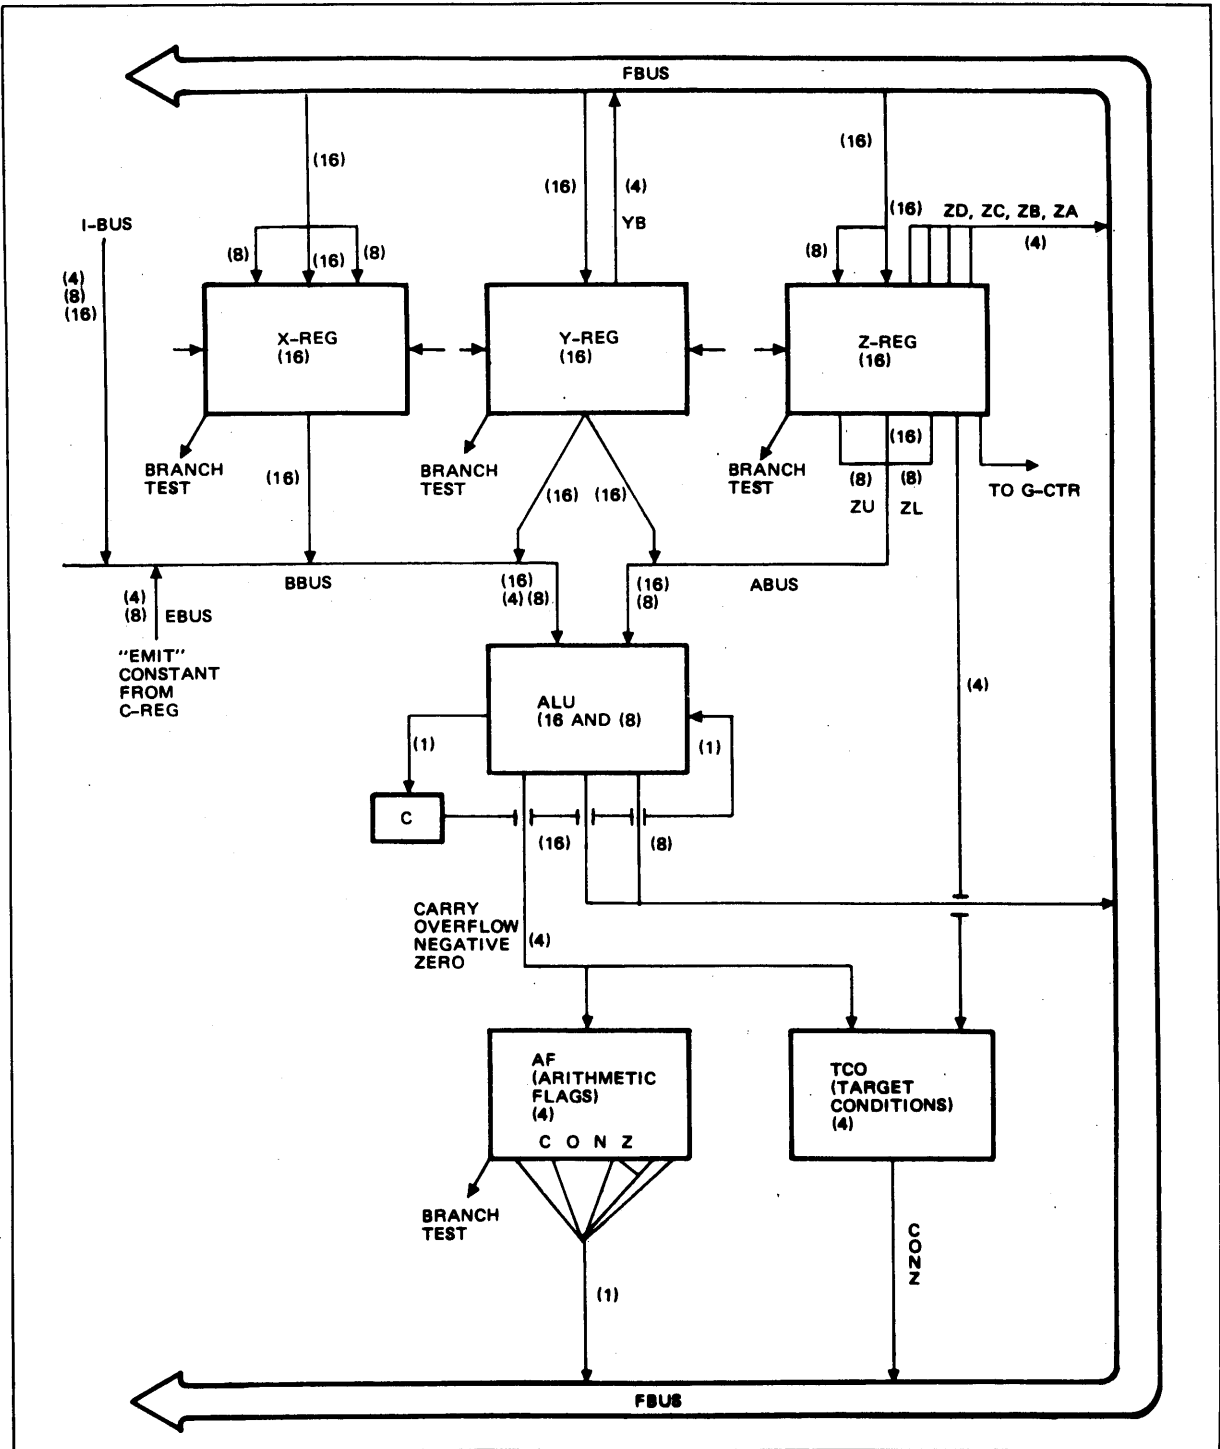 FBUS
(16)
(16)
(4)
YB
(16)
I-BUS
(4)
(8)
(16)
(8)
(16)
(8)
(16)
(8)
ZD, ZC, ZB, ZA
(4)
X-REG
(16)
Y-REG
(16)
Z-REG
(16)
BRANCH
TEST
(16)
BRANCH
TEST
(16)
(16)
BRANCH
TEST
(16)
(8)
(8)
ZU
ZL
TO G-CTR
BBUS
(16)
(4) (8)
(16)
(8)
ABUS
(4)
(8)
EBUS
"EMIT"
CONSTANT
FROM
C-REG
ALU
(16 AND (8)
(4)
(1)
(1)
C
(16)
(8)
CARRY
OVERFLOW
NEGATIVE
ZERO
(4)
AF
(ARITHMETIC
FLAGS)
(4)
C O N Z
TCO
(TARGET
CONDITIONS)
(4)
BRANCH
TEST
(1)
CONZ
FBUS